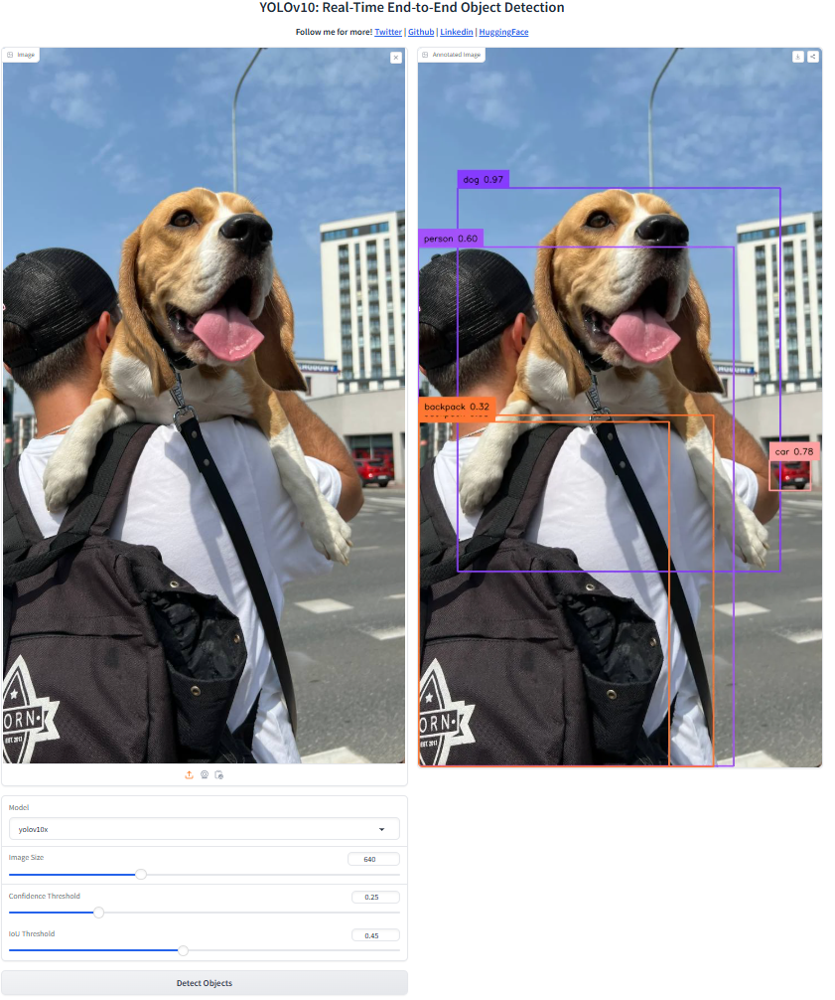 YOLOv10: Real-Time End-to-End Object Detection
Follow me for more! Twitter | Github | Linkedin | HuggingFace
Image
Annotated Image
dog 0.97
person 0.60
backpack 0.32
car 0.78
ORN•
EST. 2011
ORN•
EST. 2011
Model
yolov10x
Image Size
640
Confidence Threshold
0.25
IoU Threshold
0.45
Detect Objects